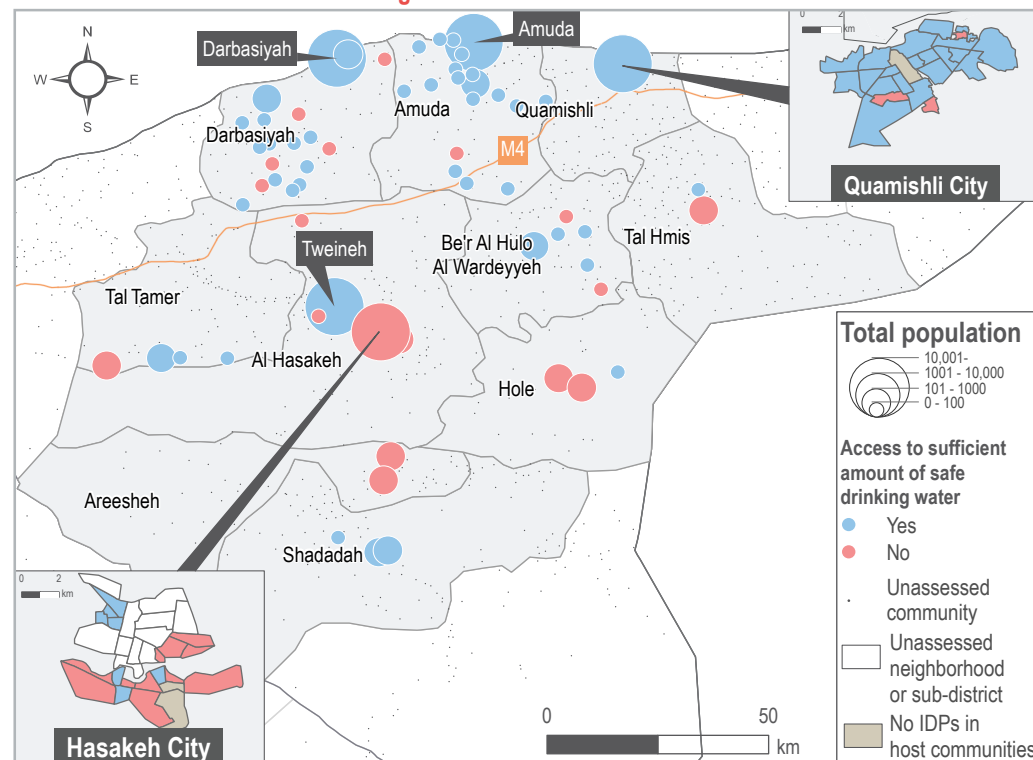 N
W
E
S
Darbasiyah
Amuda
0
2
km
Quamishli City
Darbasiyah
Amuda
Quamishli
M4
Tweineh
Be'r Al Hulo
Al Wardeyyeh
Tal Hmis
Tal Tamer
Al Hasakeh
Hole
Areesheh
Shadadah
0
2
km
Hasakeh City
0
50
km
Total population
10,001-
1001 - 10,000
101 - 1000
0 - 100
Access to sufficient
amount of safe
drinking water
Yes
No
Unassessed
community
Unassessed
neighborhood
or sub-district
No IDPs in
host communities